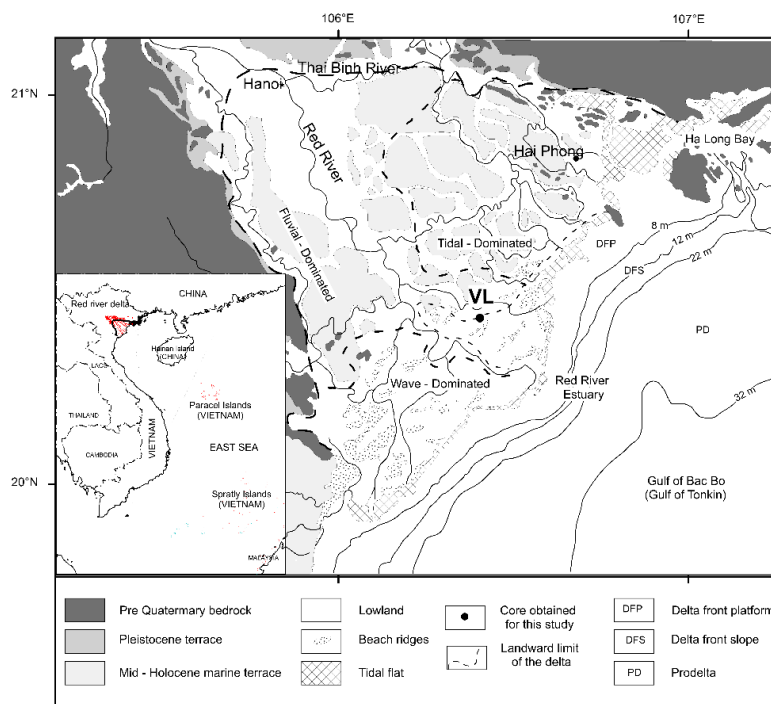 106°E
107°E
21°N
20°N
Thai Binh River
Hanoi
Red River
Hai Phong
Ha Long Bay
Fluvial - Dominated
Tidal - Dominated
DFP
DFS
8 m
12 m
22 m
VL
PD
Wave - Dominated
Red River
Estuary
32 m
Gulf of Bac Bo
(Gulf of Tonkin)
CHINA
Red river delta
Hainan Island
(CHINA)
LAOS
Paracel Islands
(VIETNAM)
THAILAND
VIETNAM
EAST SEA
CAMBODIA
Spratly Islands
(VIETNAM)
MALAYSIA
Pre Quaternary bedrock
Pleistocene terrace
Mid - Holocene marine terrace
Lowland
Beach ridges
Tidal flat
Core obtained
for this study
Landward limit
of the delta
DFP
Delta front platform
DFS
Delta front slope
PD
Prodelta